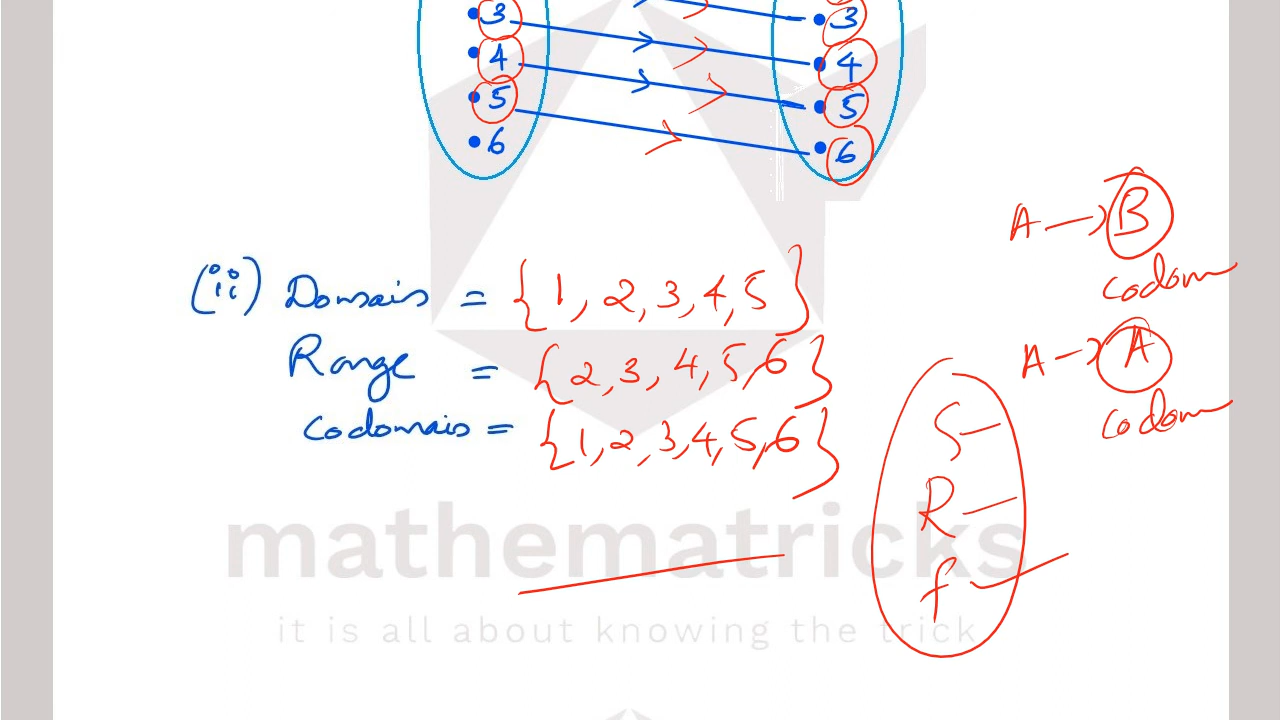 3 3
4 4
5 5
6 6
A → B
codom
(ii) Domain = {1, 2, 3, 4, 5}
A → A
Range = {2, 3, 4, 5, 6}
codom
codomain = {1, 2, 3, 4, 5, 6}
S
R
f
mathematricks
it is all about knowing the trick